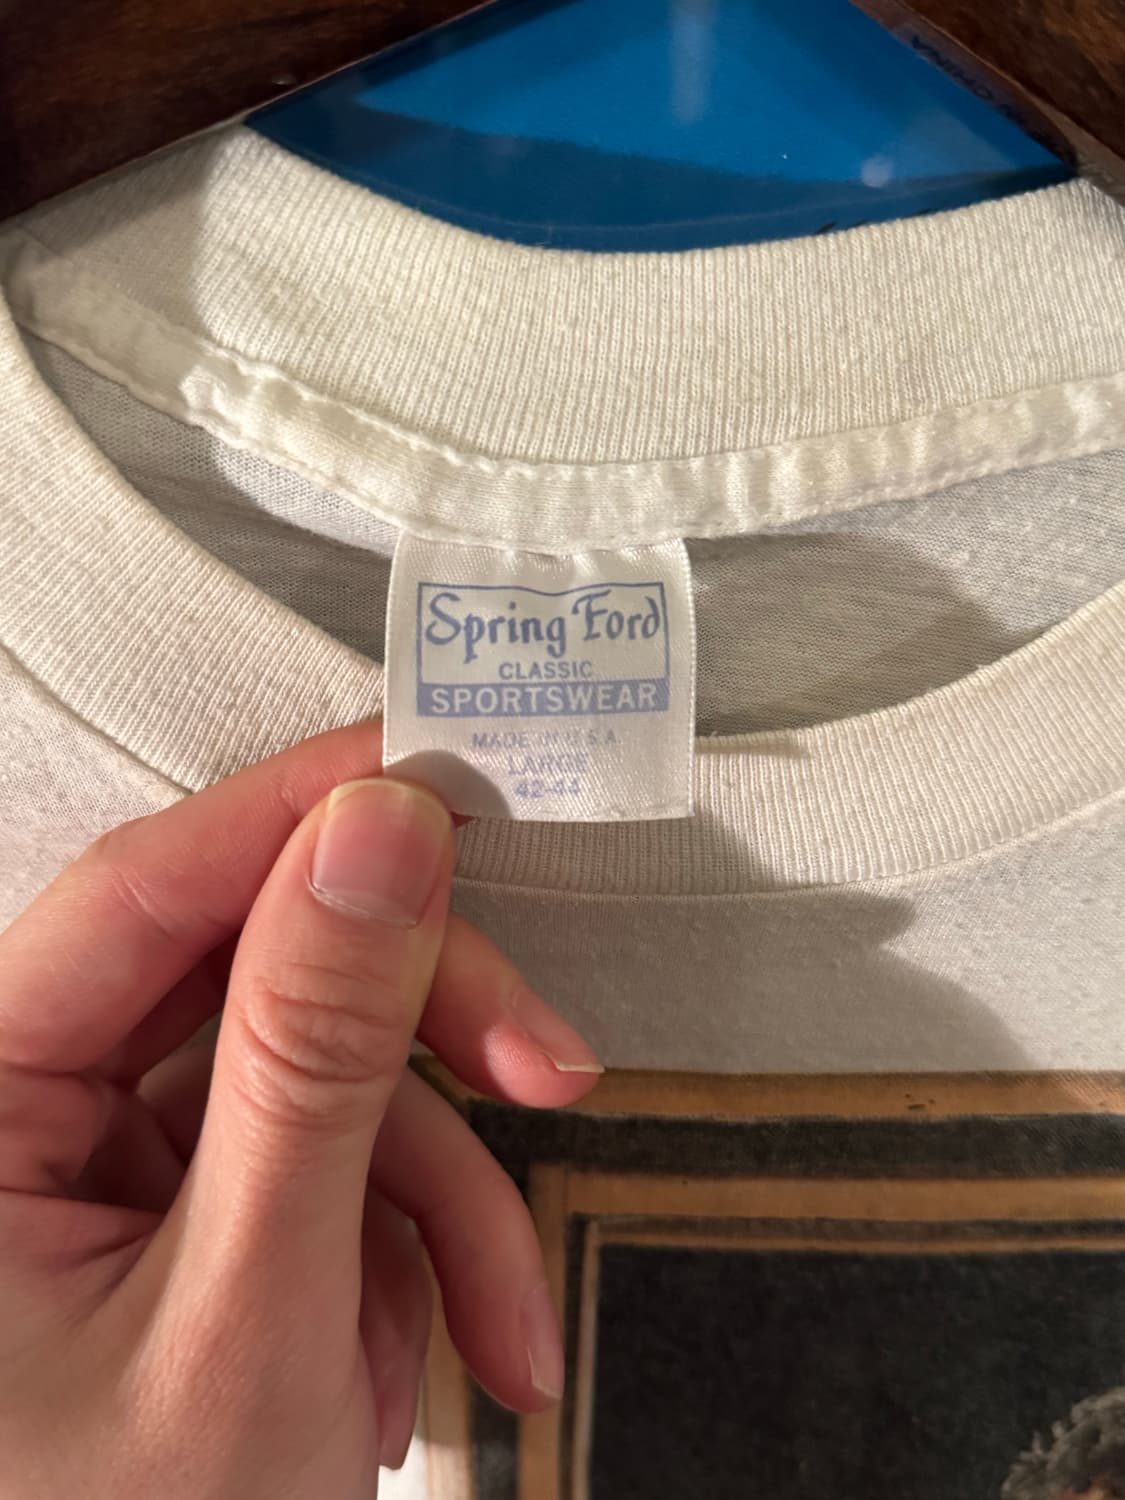 Spring Ford
CLASSIC
SPORTSWEAR
MADE IN U.S.A.
LARGE
42-44